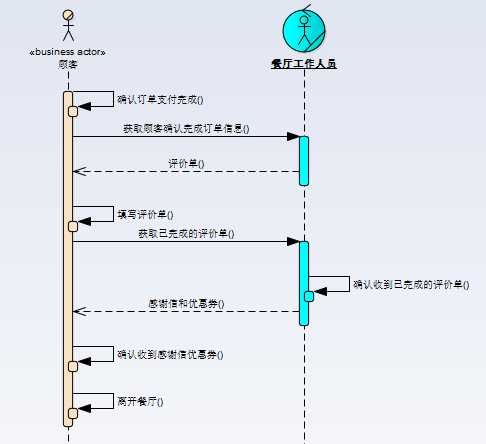 «business actor»
顾客
餐厅工作人员
确认订单支付完成()
获取顾客确认完成订单信息()
评价单()
填写评价单()
获取已完成的评价单()
确认收到已完成的评价单()
感谢信和优惠券()
确认收到感谢信优惠券()
离开餐厅()